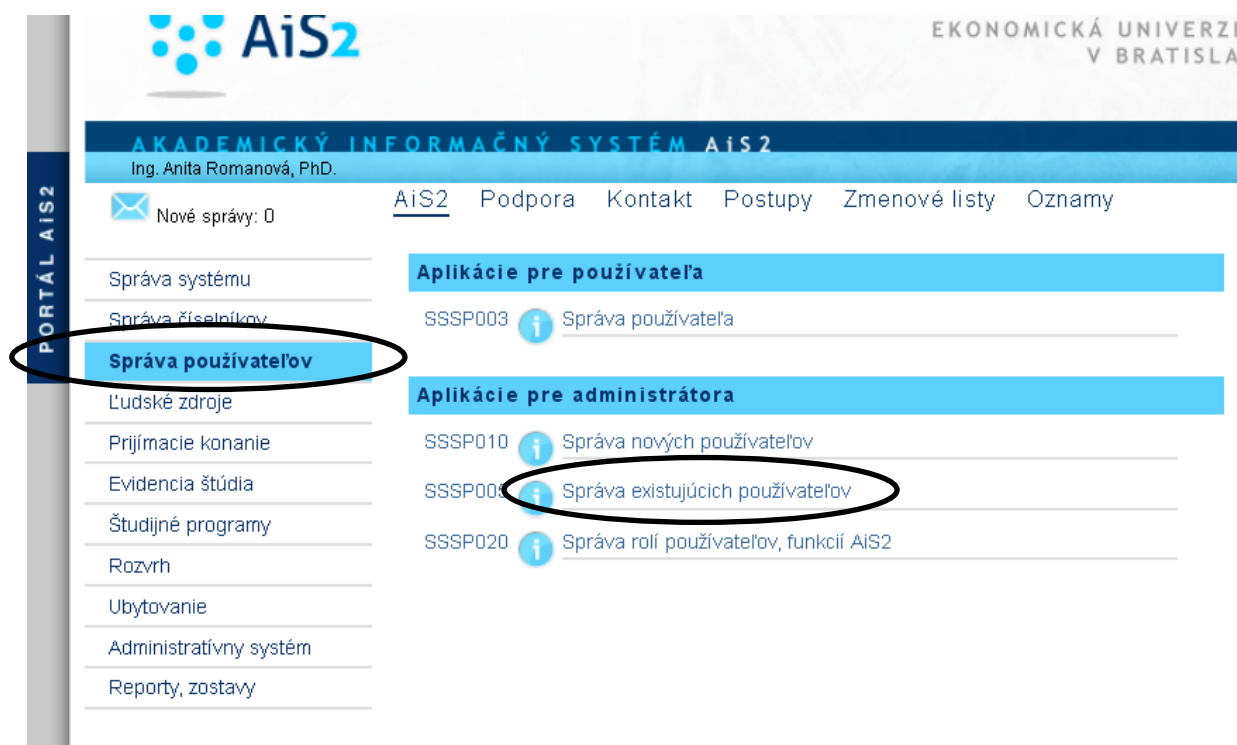 AiS2
EKONOMICKÁ UNIVERZI
V BRATISLA
AKADEMICKÝ INFORMAČNÝ SYSTÉM AiS2
Ing. Anita Romanová, PhD.
PORTÁL AiS2
Nové správy: 0
AiS2 Podpora Kontakt Postupy Zmenové listy Oznamy
Správa systému
Správa číselníkov
Správa používateľov
Ľudské zdroje
Prijímacie konanie
Evidencia štúdia
Študijné programy
Rozvrh
Ubytovanie
Administratívny systém
Reporty, zostavy
Aplikácie pre používateľa
SSSP003 Správa používateľa
Aplikácie pre administrátora
SSSP010 Správa nových používateľov
Správa existujúcich používateľov
SSSP020 Správa rolí používateľov, funkcií AiS2